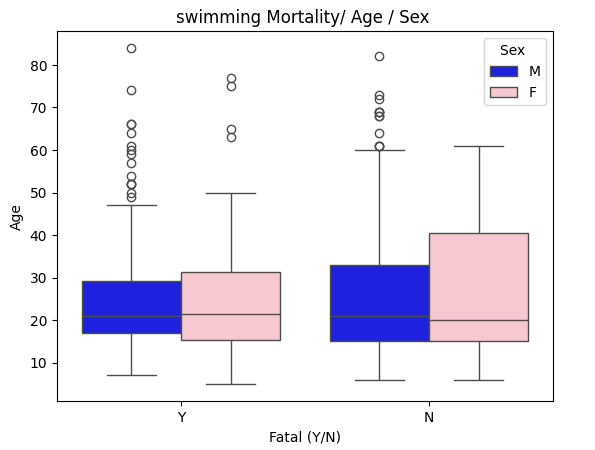 swimming Mortality/ Age / Sex
Sex
M
F
Age
80
70
60
50
40
30
20
10
Y
N
Fatal (Y/N)